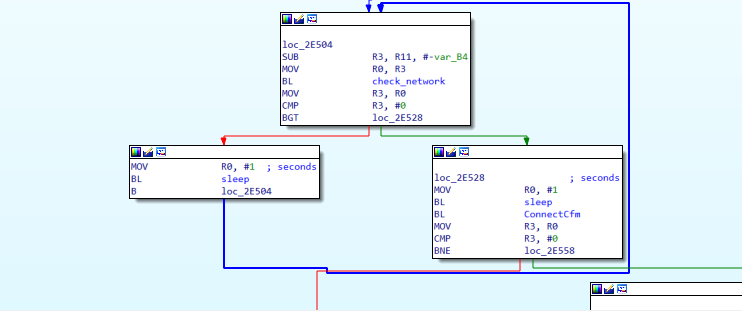 loc_2E504
SUB R3, R11, #-var_B4
MOV R0, R3
BL check_network
MOV R3, R0
CMP R3, #0
BGT loc_2E528
MOV R0, #1 ; seconds
BL sleep
B loc_2E504
loc_2E528 ; seconds
MOV R0, #1
BL sleep
BL ConnectCfm
MOV R3, R0
CMP R3, #0
BNE loc_2E558